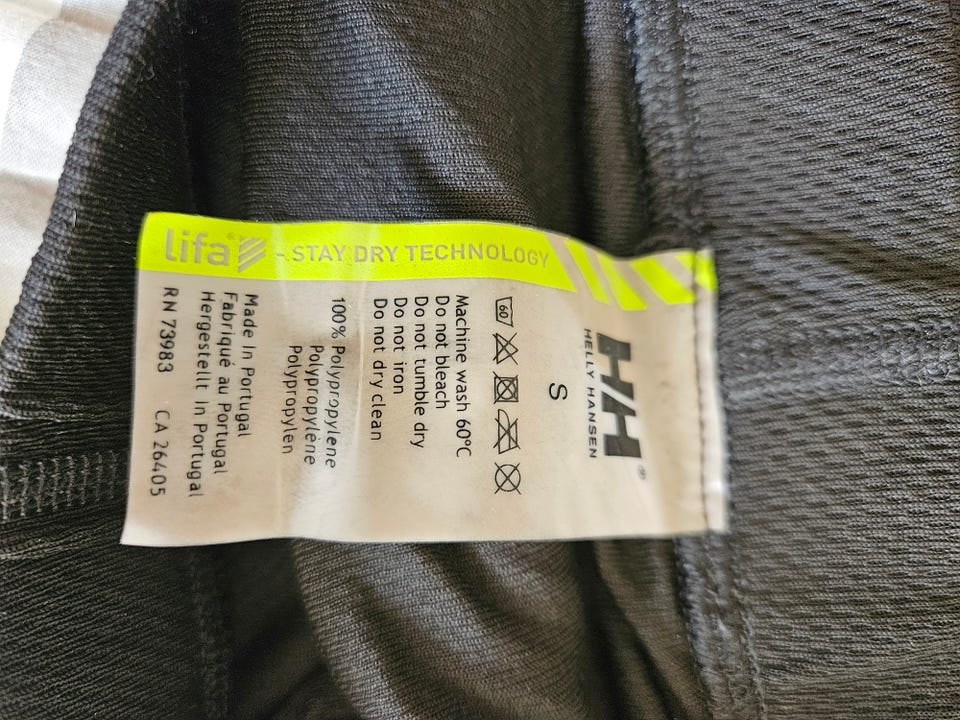 HH®
HELLY HANSEN
S
60
Machine wash 60°C
Do not bleach
Do not tumble dry
Do not iron
Do not dry clean
100% Polypropylene
Polypropylène
Polypropylen
Made In Portugal
Fabriqué au Portugal
Hergestellt In Portugal
RN 73983 CA 26405
lifa® - STAY DRY TECHNOLOGY